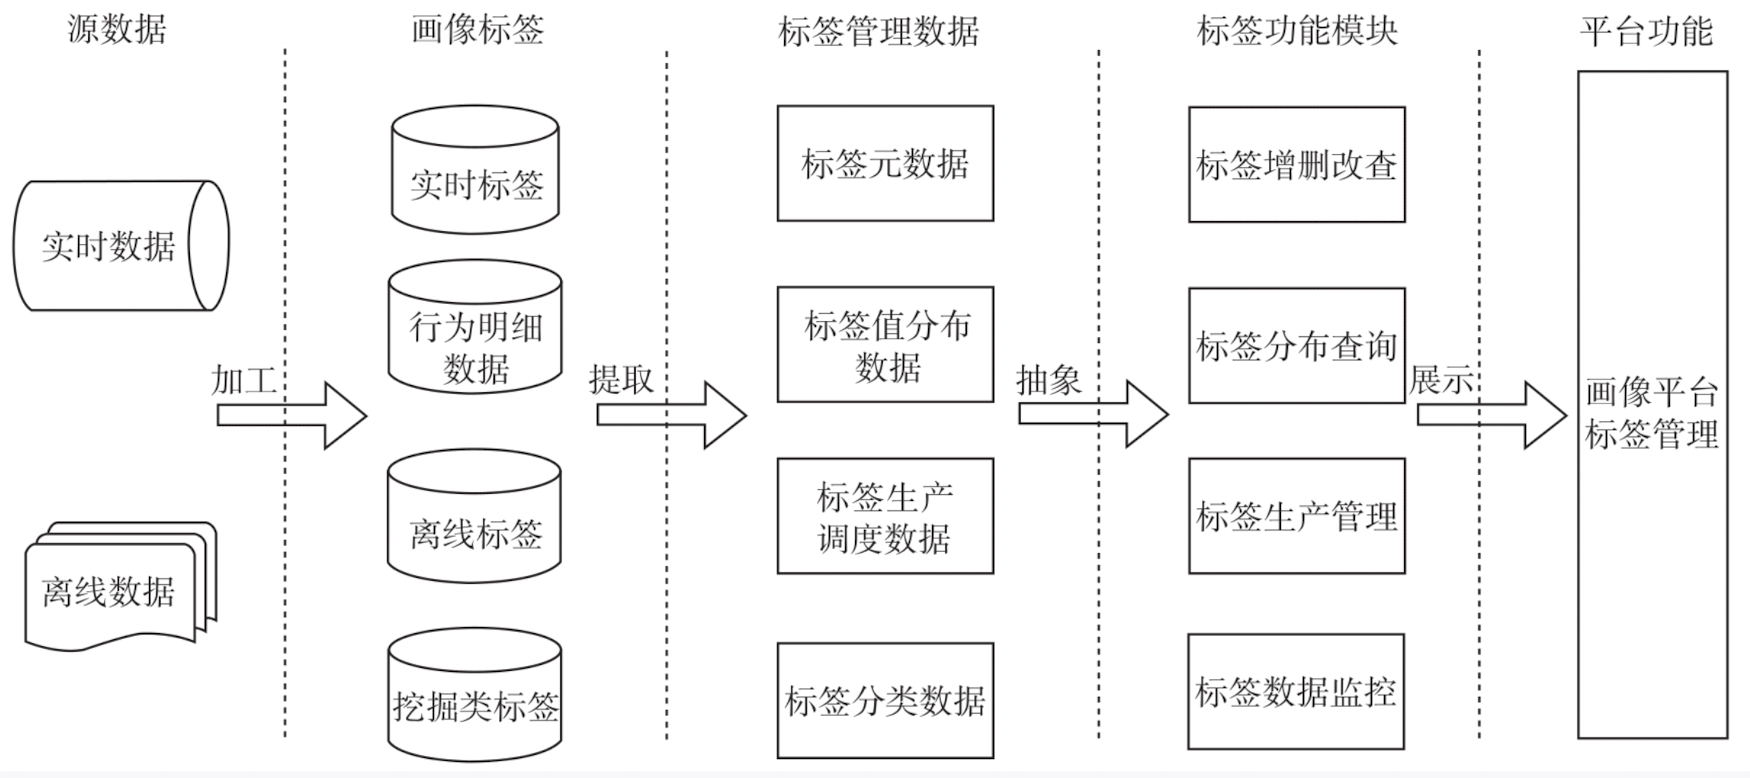 源数据
画像标签
标签管理数据
标签功能模块
平台功能
实时数据
离线数据
加工
实时标签
行为明细
数据
离线标签
挖掘类标签
提取
标签元数据
标签值分布
数据
标签生产
调度数据
标签分类数据
抽象
标签增删改查
标签分布查询
标签生产管理
标签数据监控
展示
画像平台
标签管理